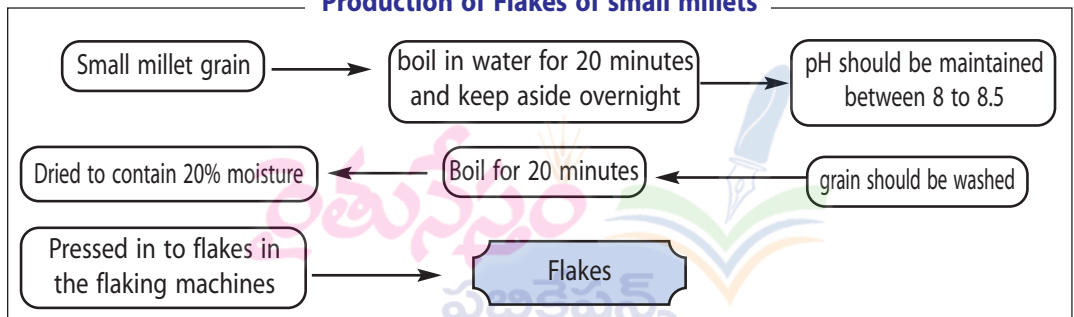 Production of Flakes of small millets
Small millet grain
boil in water for 20 minutes
and keep aside overnight
pH should be maintained
between 8 to 8.5
grain should be washed
Boil for 20 minutes
Dried to contain 20% moisture
Pressed in to flakes in
the flaking machines
Flakes
రైతునేస్తం
పబ్లికేషన్స్